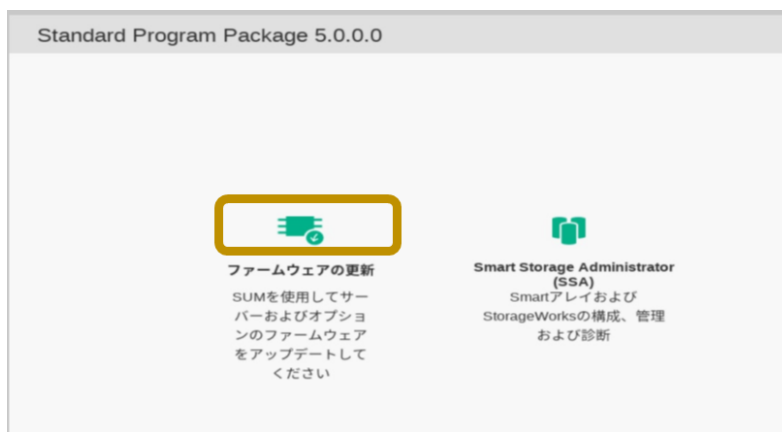 Standard Program Package 5.0.0.0
ファームウェアの更新
SUMを使用してサー
バーおよびオプショ
ンのファームウェア
をアップデートして
ください
Smart Storage Administrator
(SSA)
Smartアレイおよび
StorageWorksの構成、管理
および診断